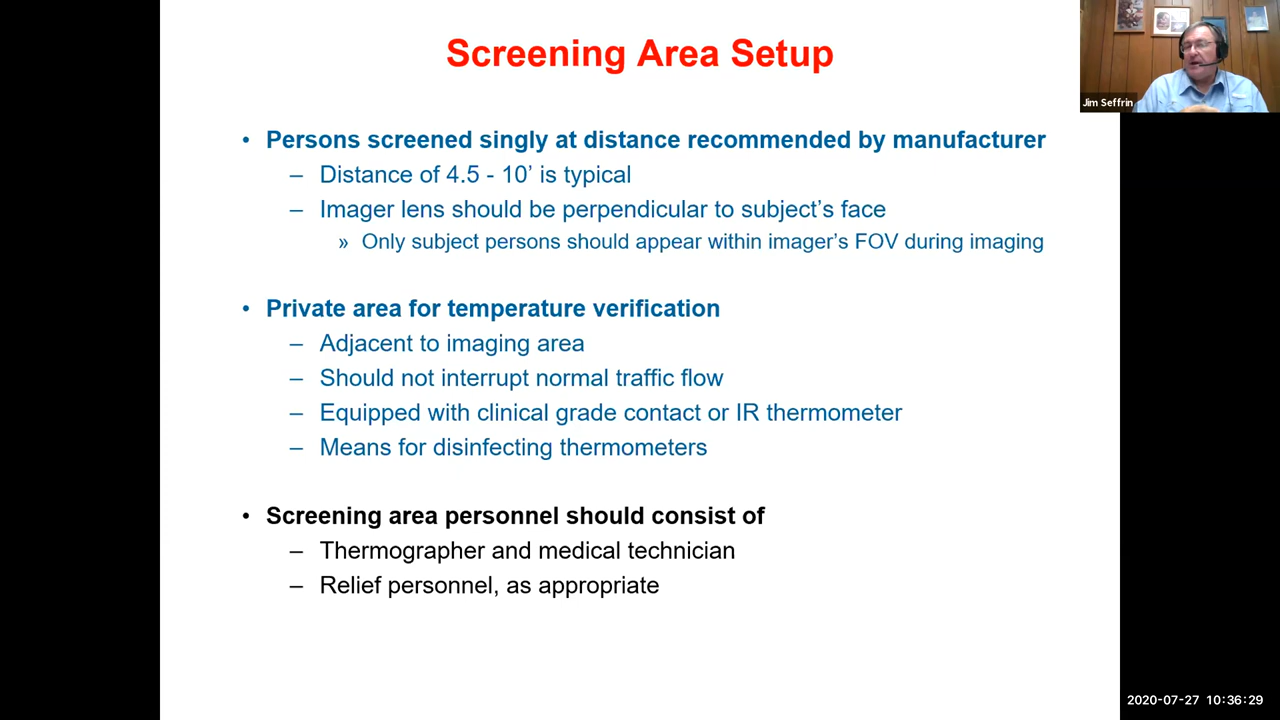 Screening Area Setup
Jim Seffrin
• Persons screened singly at distance recommended by manufacturer
– Distance of 4.5 - 10’ is typical
– Imager lens should be perpendicular to subject’s face
» Only subject persons should appear within imager’s FOV during imaging
• Private area for temperature verification
– Adjacent to imaging area
– Should not interrupt normal traffic flow
– Equipped with clinical grade contact or IR thermometer
– Means for disinfecting thermometers
• Screening area personnel should consist of
– Thermographer and medical technician
– Relief personnel, as appropriate
2020-07-27 10:36:29